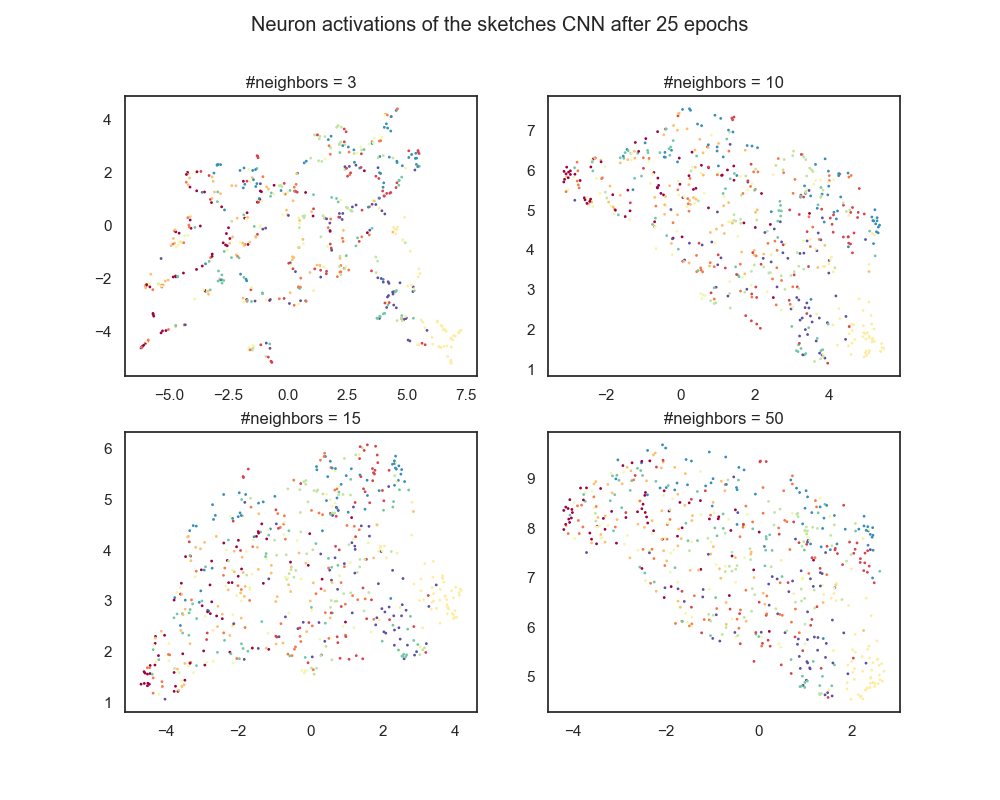 Neuron activations of the sketches CNN after 25 epochs
#neighbors = 3
4
2
0
−2
−4
−5.0 −2.5 0.0 2.5 5.0 7.5
#neighbors = 10
7
6
5
4
3
2
1
−2 0 2 4
#neighbors = 15
6
5
4
3
2
1
−4 −2 0 2 4
#neighbors = 50
9
8
7
6
5
−4 −2 0 2